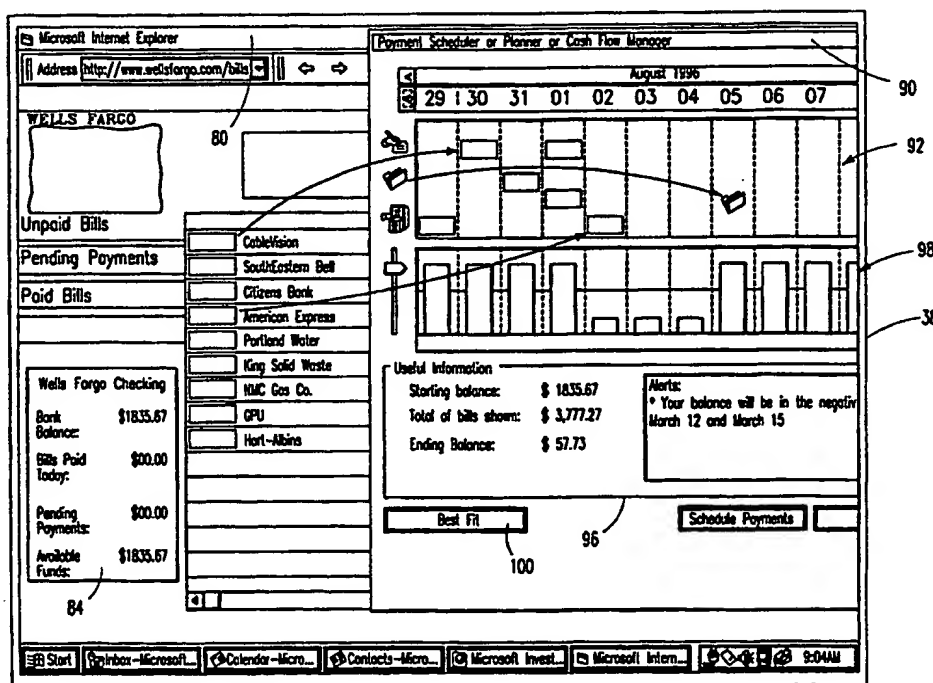 Microsoft Internet Explorer
Address http://www.wellsfargo.com/bills
WELLS FARGO
80
Unpaid Bills
Pending Payments
Paid Bills
CableVision
SouthEastern Bell
Citizens Bank
American Express
Portland Water
King Solid Waste
KMC Gas Co.
GPU
Hart-Albins
Wells Fargo Checking
Bank Balance: $1835.67
Bills Paid Today: $00.00
Pending Payments: $00.00
Available Funds: $1835.67
84
Payment Scheduler or Planner or Cash Flow Manager
90
August 1996
29 30 31 01 02 03 04 05 06 07
92
98
38
Useful Information
Starting balance: $ 1835.67
Total of bills shown: $ 3,777.27
Ending Balance: $ 57.73
Alerts:
* Your balance will be in the negativ
March 12 and March 15
Best Fit
100
96
Schedule Payments
Start Inbox-Microsoft... Calendar-Micro... Contacts-Micro... Microsoft Invest... Microsoft Intern... 9:04AM